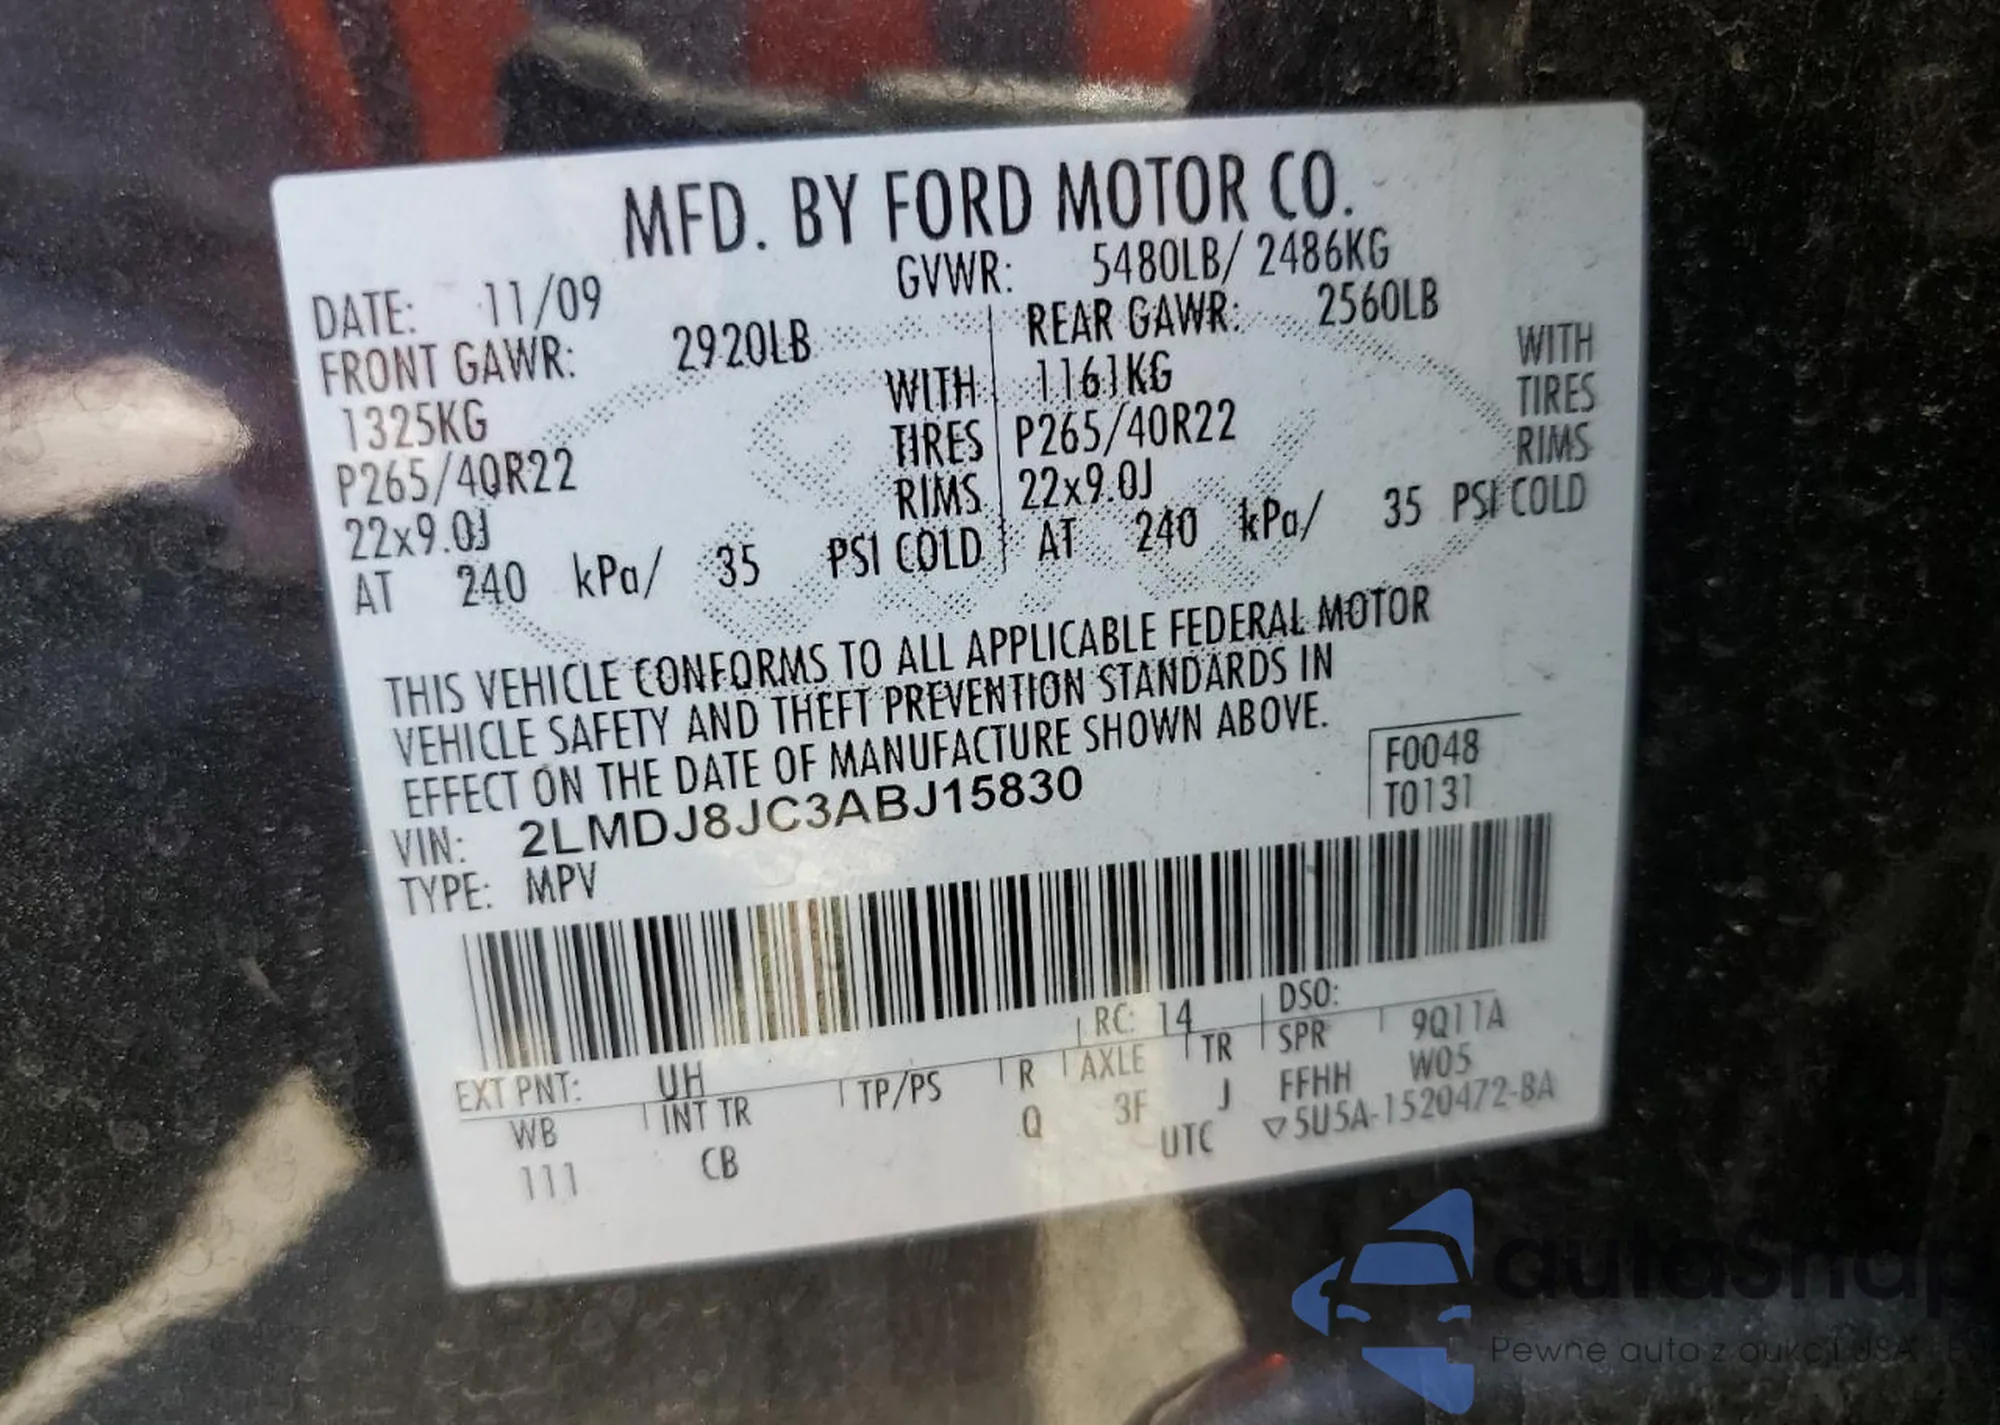 MFD. BY FORD MOTOR CO.
DATE: 11/09 GVWR: 5480LB/ 2486KG
FRONT GAWR: 2920LB REAR GAWR: 2560LB
1325KG WITH 1161KG WITH
P265/40R22 TIRES P265/40R22 TIRES
22x9.0J RIMS 22x9.0J RIMS
AT 240 kPa/ 35 PSI COLD AT 240 kPa/ 35 PSI COLD
THIS VEHICLE CONFORMS TO ALL APPLICABLE FEDERAL MOTOR
VEHICLE SAFETY AND THEFT PREVENTION STANDARDS IN
EFFECT ON THE DATE OF MANUFACTURE SHOWN ABOVE.
VIN: 2LMDJ8JC3ABJ15830 F0048
TYPE: MPV T0131
EXT PNT: UH RC: 14 DSO:
WB INT TR TP/PS R AXLE TR SPR 9Q11A
111 CB Q 3F J FFHH W05
UTC ▽5U5A-1520472-BA
autasnap
Pewne auto z aukcji USA